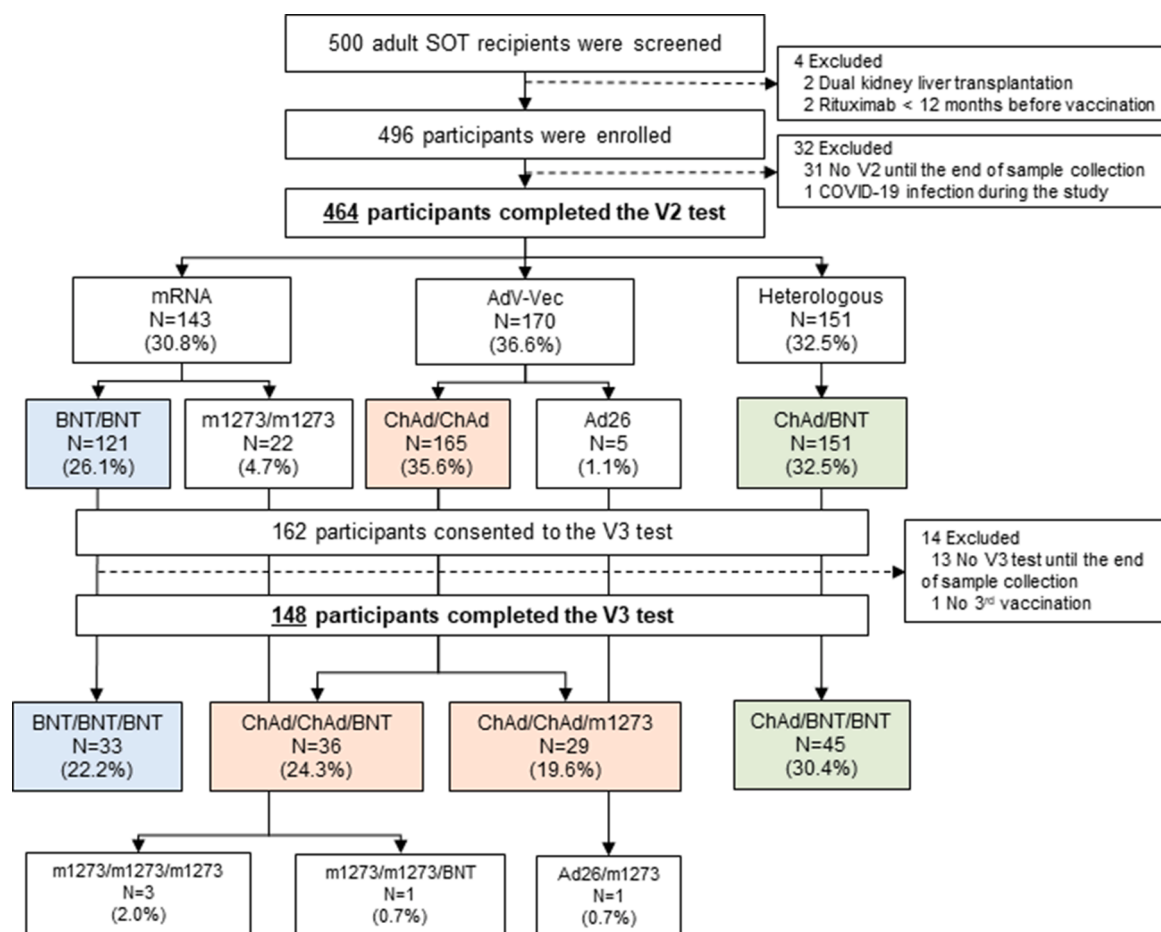 500 adult SOT recipients were screened
4 Excluded
2 Dual kidney liver transplantation
2 Rituximab < 12 months before vaccination
496 participants were enrolled
32 Excluded
31 No V2 until the end of sample collection
1 COVID-19 infection during the study
464 participants completed the V2 test
mRNA
N=143
(30.8%)
AdV-Vec
N=170
(36.6%)
Heterologous
N=151
(32.5%)
BNT/BNT
N=121
(26.1%)
m1273/m1273
N=22
(4.7%)
ChAd/ChAd
N=165
(35.6%)
Ad26
N=5
(1.1%)
ChAd/BNT
N=151
(32.5%)
162 participants consented to the V3 test
14 Excluded
13 No V3 test until the end
of sample collection
1 No 3rd vaccination
148 participants completed the V3 test
BNT/BNT/BNT
N=33
(22.2%)
ChAd/ChAd/BNT
N=36
(24.3%)
ChAd/ChAd/m1273
N=29
(19.6%)
ChAd/BNT/BNT
N=45
(30.4%)
m1273/m1273/m1273
N=3
(2.0%)
m1273/m1273/BNT
N=1
(0.7%)
Ad26/m1273
N=1
(0.7%)